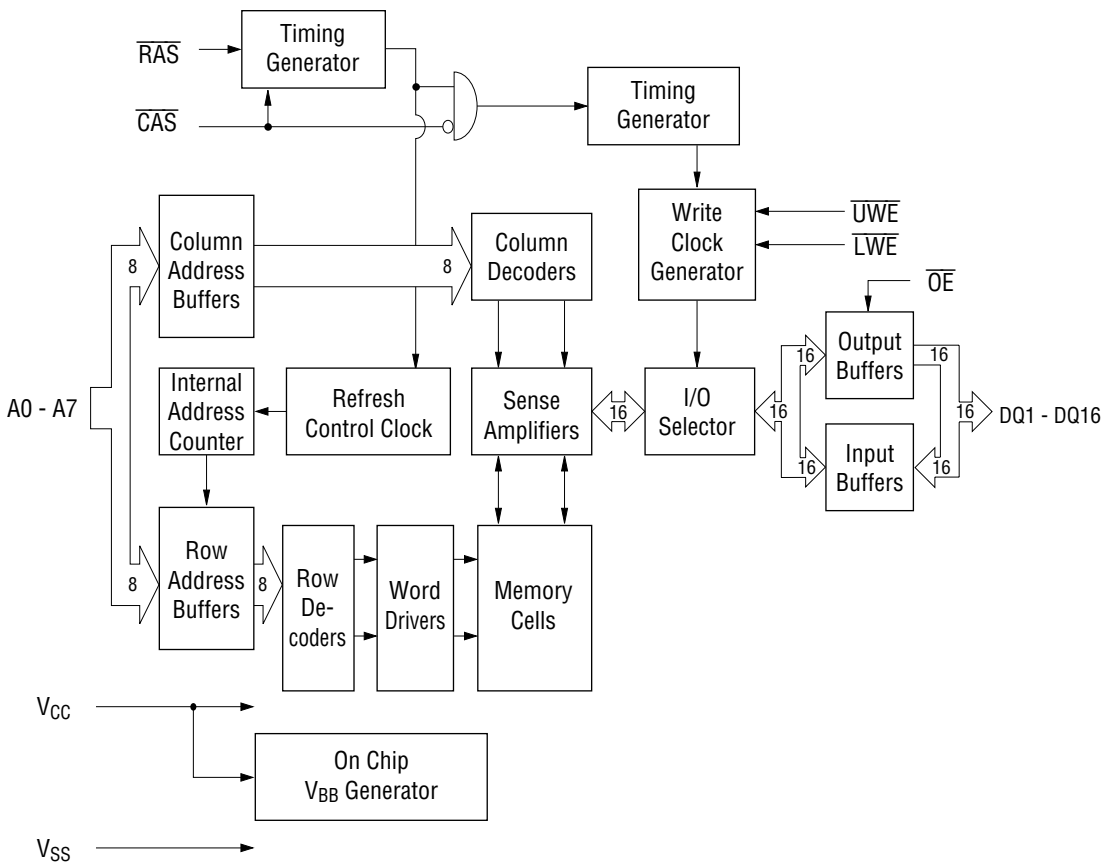 RAS
Timing
Generator
CAS
Timing
Generator
Column
Address
Buffers
8
8
Column
Decoders
Write
Clock
Generator
UWE
LWE
OE
Output
Buffers
16
16
A0 - A7
Internal
Address
Counter
Refresh
Control Clock
Sense
Amplifiers
16
I/O
Selector
16
DQ1 - DQ16
Input
Buffers
16
16
8
Row
Address
Buffers
8
Row
De-
coders
Word
Drivers
Memory
Cells
VCC
On Chip
VBB Generator
VSS